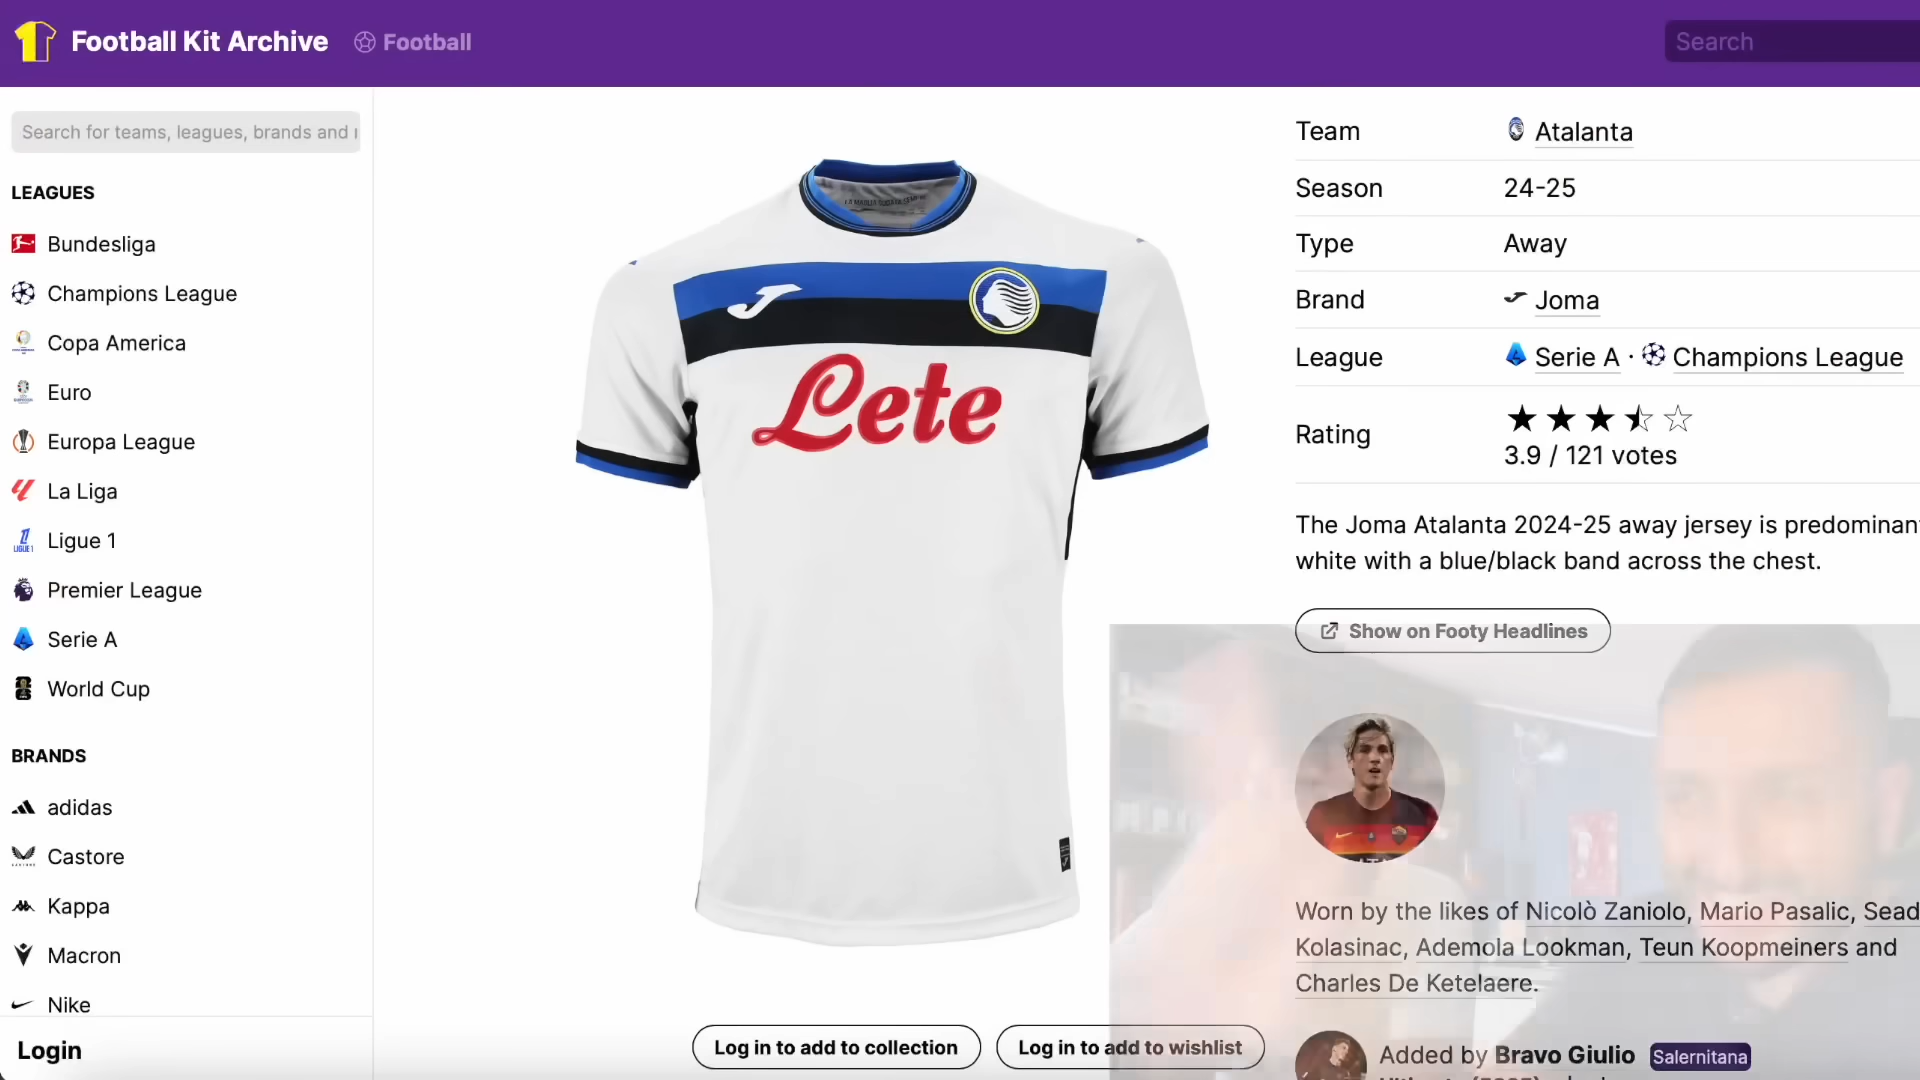 Football Kit Archive
Football
Search
Search for teams, leagues, brands and
LEAGUES
Bundesliga
Champions League
Copa America
Euro
Europa League
La Liga
Ligue 1
Premier League
Serie A
World Cup
BRANDS
adidas
Castore
Kappa
Macron
Nike
Login
Lete
Log in to add to collection
Log in to add to wishlist
Team Atalanta
Season 24-25
Type Away
Brand Joma
League Serie A · Champions League
Rating
3.9 / 121 votes
The Joma Atalanta 2024-25 away jersey is predominan
white with a blue/black band across the chest.
Show on Footy Headlines
Worn by the likes of Nicolò Zaniolo, Mario Pasalic, Sead
Kolasinac, Ademola Lookman, Teun Koopmeiners and
Charles De Ketelaere.
Added by Bravo Giulio Salernitana